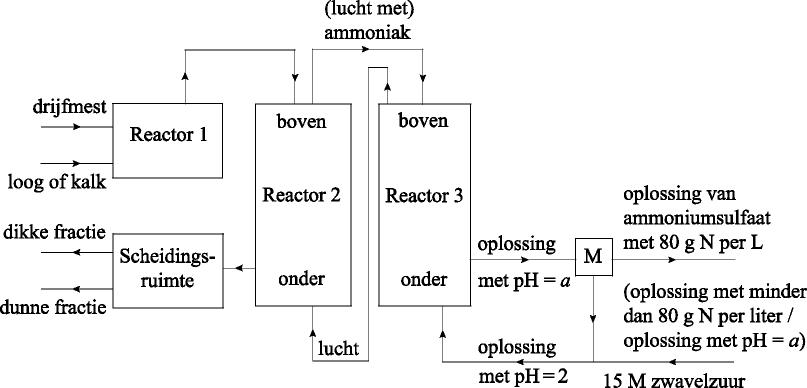 (lucht met)
ammoniak
drijfmest
Reactor 1
loog of kalk
boven
Reactor 2
onder
boven
Reactor 3
onder
dikke fractie
Scheidings-
ruimte
dunne fractie
lucht
oplossing
met pH = a
M
oplossing van
ammoniumsulfaat
met 80 g N per L
(oplossing met minder
dan 80 g N per liter /
oplossing met pH = a)
oplossing
met pH = 2
15 M zwavelzuur